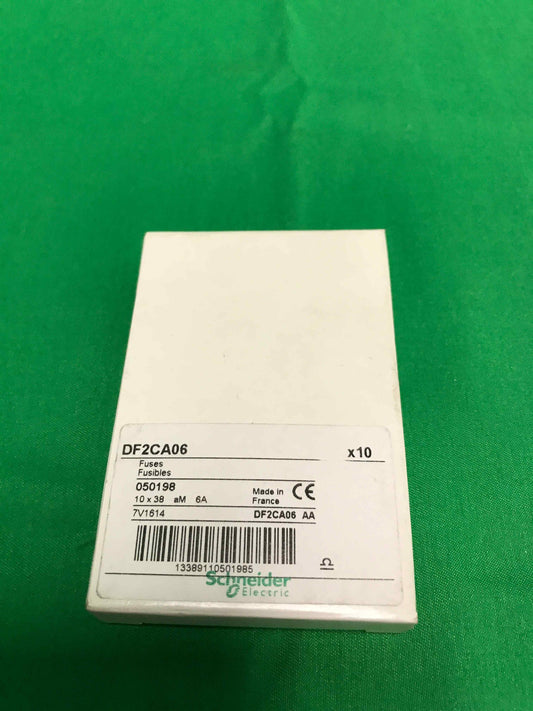 DF2CA06 x10
Fuses
Fusibles
050198
10 x 38 aM 6A
Made in
France
CE
7V1614 DF2CA06 AA
13389110501985
Schneider
Electric